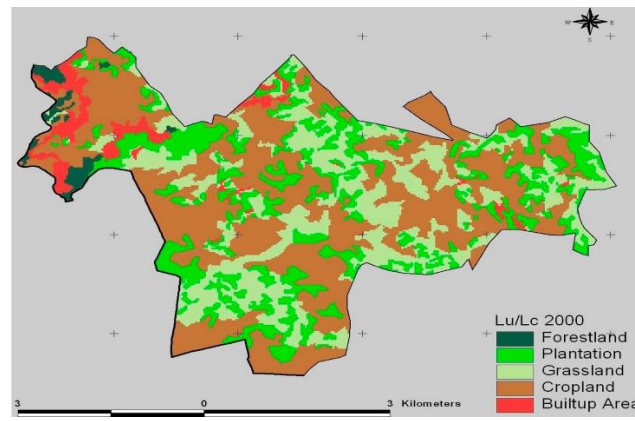 N
W E
S
Lu/Lc 2000
Forestland
Plantation
Grassland
Cropland
Builtup Area
3 0 3 Kilometers